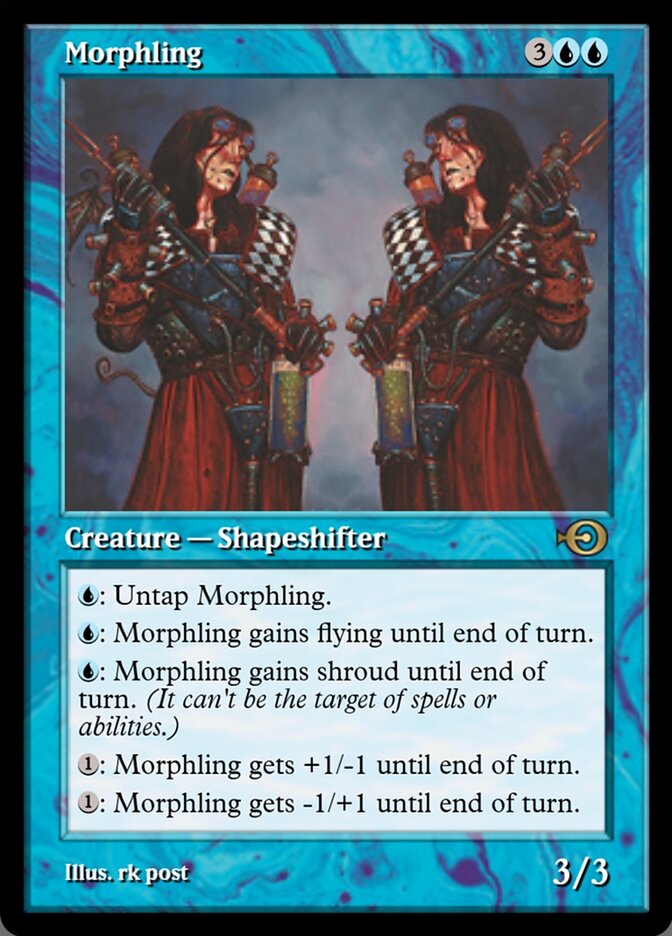 Morphling 3
Creature — Shapeshifter
: Untap Morphling.
: Morphling gains flying until end of turn.
: Morphling gains shroud until end of
turn. (It can't be the target of spells or
abilities.)
1: Morphling gets +1/-1 until end of turn.
1: Morphling gets -1/+1 until end of turn.
Illus. rk post 3/3